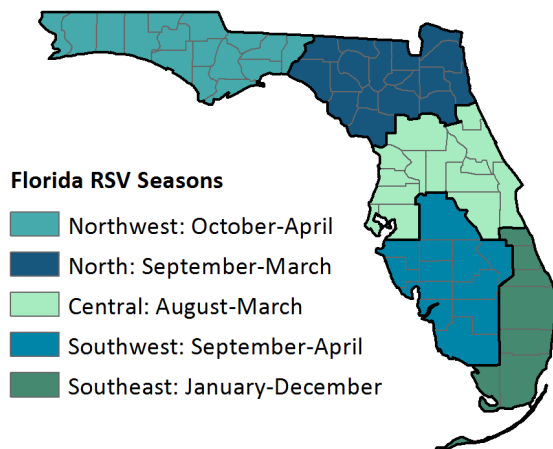 Florida RSV Seasons
Northwest: October-April
North: September-March
Central: August-March
Southwest: September-April
Southeast: January-December